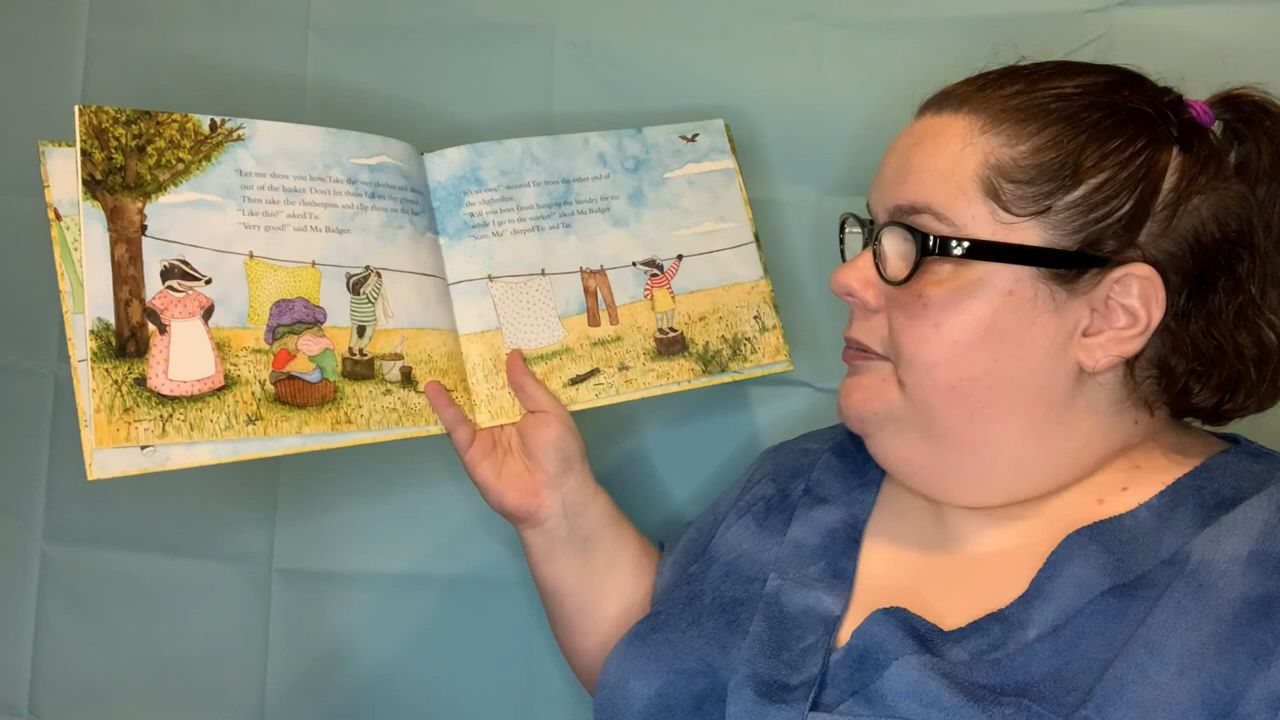 "Let me show you how. Take the wet clothes and sheets
out of the basket. Don't let them fall on the ground.
Then take the clothespins and clip them on the line."
"Like this?" asked Tic.
"Very good!" said Ma Badger.
"It's so easy!" shouted Tac from the other end of
the clothesline.
"Will you boys finish hanging the laundry for me
while I go to the market?" asked Ma Badger.
"Sure, Ma!" chirped Tic and Tac.